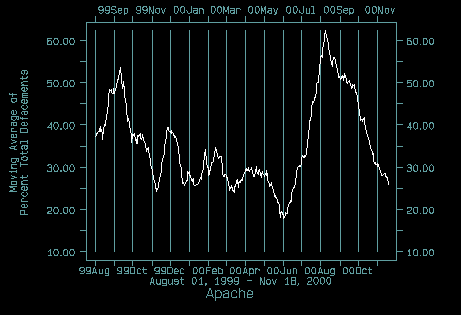 99Sep 99Nov 00Jan 00Mar 00May 00Jul 00Sep 00Nov
60.00 60.00
50.00 50.00
40.00 40.00
30.00 30.00
20.00 20.00
10.00 10.00
Moving Average of
Percent Total Defacements
99Aug 99Oct 99Dec 00Feb 00Apr 00Jun 00Aug 00Oct
August 01, 1999 - Nov 18, 2000
Apache